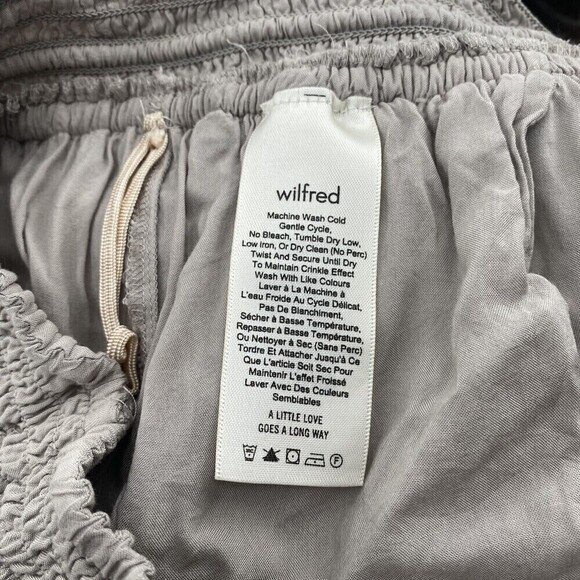 wilfred
Machine Wash Cold
Gentle Cycle,
No Bleach, Tumble Dry Low,
Low Iron, Or Dry Clean (No Perc)
Twist And Secure Until Dry
To Maintain Crinkle Effect
Wash With Like Colours
Laver À La Machine à
L'eau Froide Au Cycle Délicat,
Pas De Blanchiment,
Sécher à Basse Température,
Repasser à Basse Température,
Ou Nettoyer à Sec (Sans Perc)
Tordre Et Attacher Jusqu'à Ce
Que L'article Soit Sec Pour
Maintenir L'effet Froissé
Laver Avec Des Couleurs
Semblables
A LITTLE LOVE
GOES A LONG WAY
F